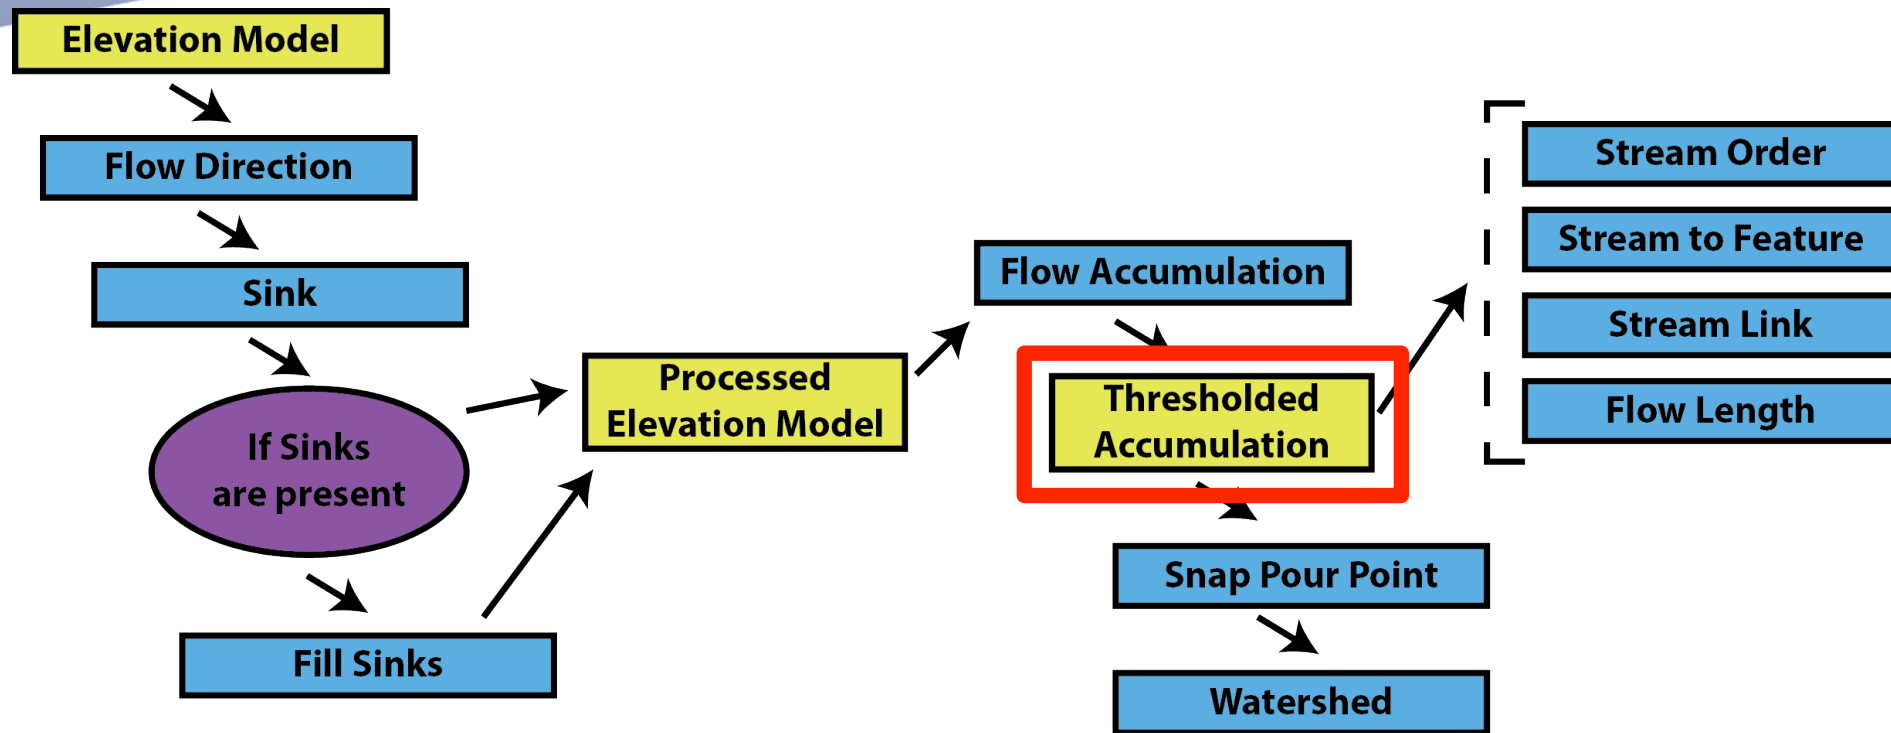 Elevation Model
Flow Direction
Sink
If Sinks
are present
Fill Sinks
Processed
Elevation Model
Flow Accumulation
Thresholded
Accumulation
Snap Pour Point
Watershed
Stream Order
Stream to Feature
Stream Link
Flow Length